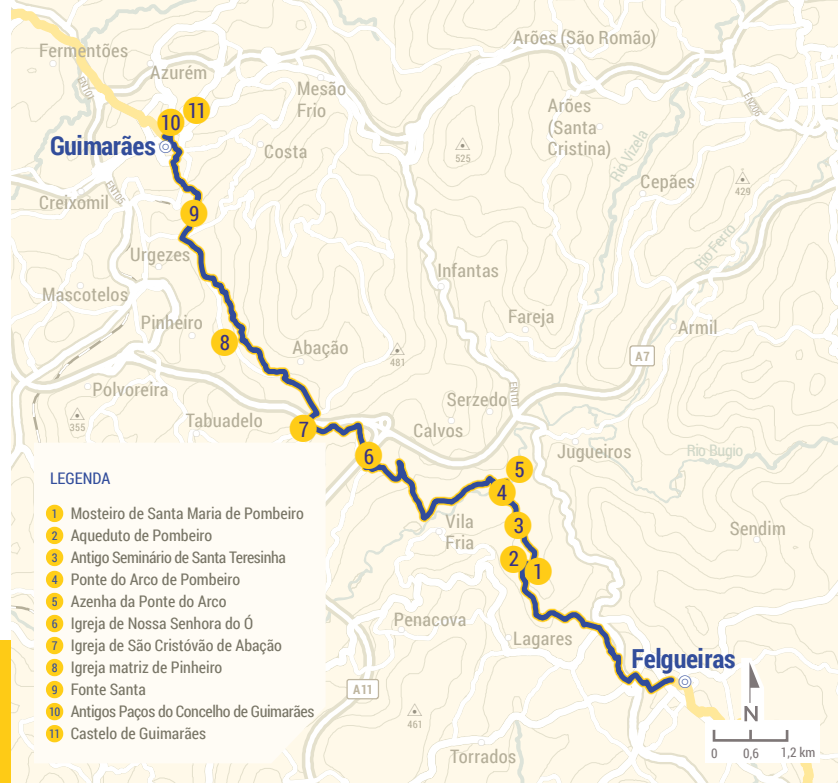 Arões (São Romão)
Fermentões
Azurém
EN101
Mesão
Frio
EN206
11
10
Arões
(Santa
Cristina)
Guimarães
Costa
525
Rio Vizela
Cepães
429
Creixomil
EN105
9
Urgezes
Rio Ferro
Infantas
Mascotelos
Pinheiro
Fareja
Armil
8
Abação
481
A7
Polvoreira
EN101
Serzedo
355
Tabuadelo
7
Calvos
Jugueiros
Rio Bugio
6
5
LEGENDA
4
1 Mosteiro de Santa Maria de Pombeiro
2 Aqueduto de Pombeiro
3 Antigo Seminário de Santa Teresinha
4 Ponte do Arco de Pombeiro
5 Azenha da Ponte do Arco
6 Igreja de Nossa Senhora do Ó
7 Igreja de São Cristóvão de Abação
8 Igreja matriz de Pinheiro
9 Fonte Santa
10 Antigos Paços do Concelho de Guimarães
11 Castelo de Guimarães
Vila
Fria
3
Sendim
2
1
Penacova
Lagares
Felgueiras
A11
461
N
Torrados
0 0,6 1,2 km